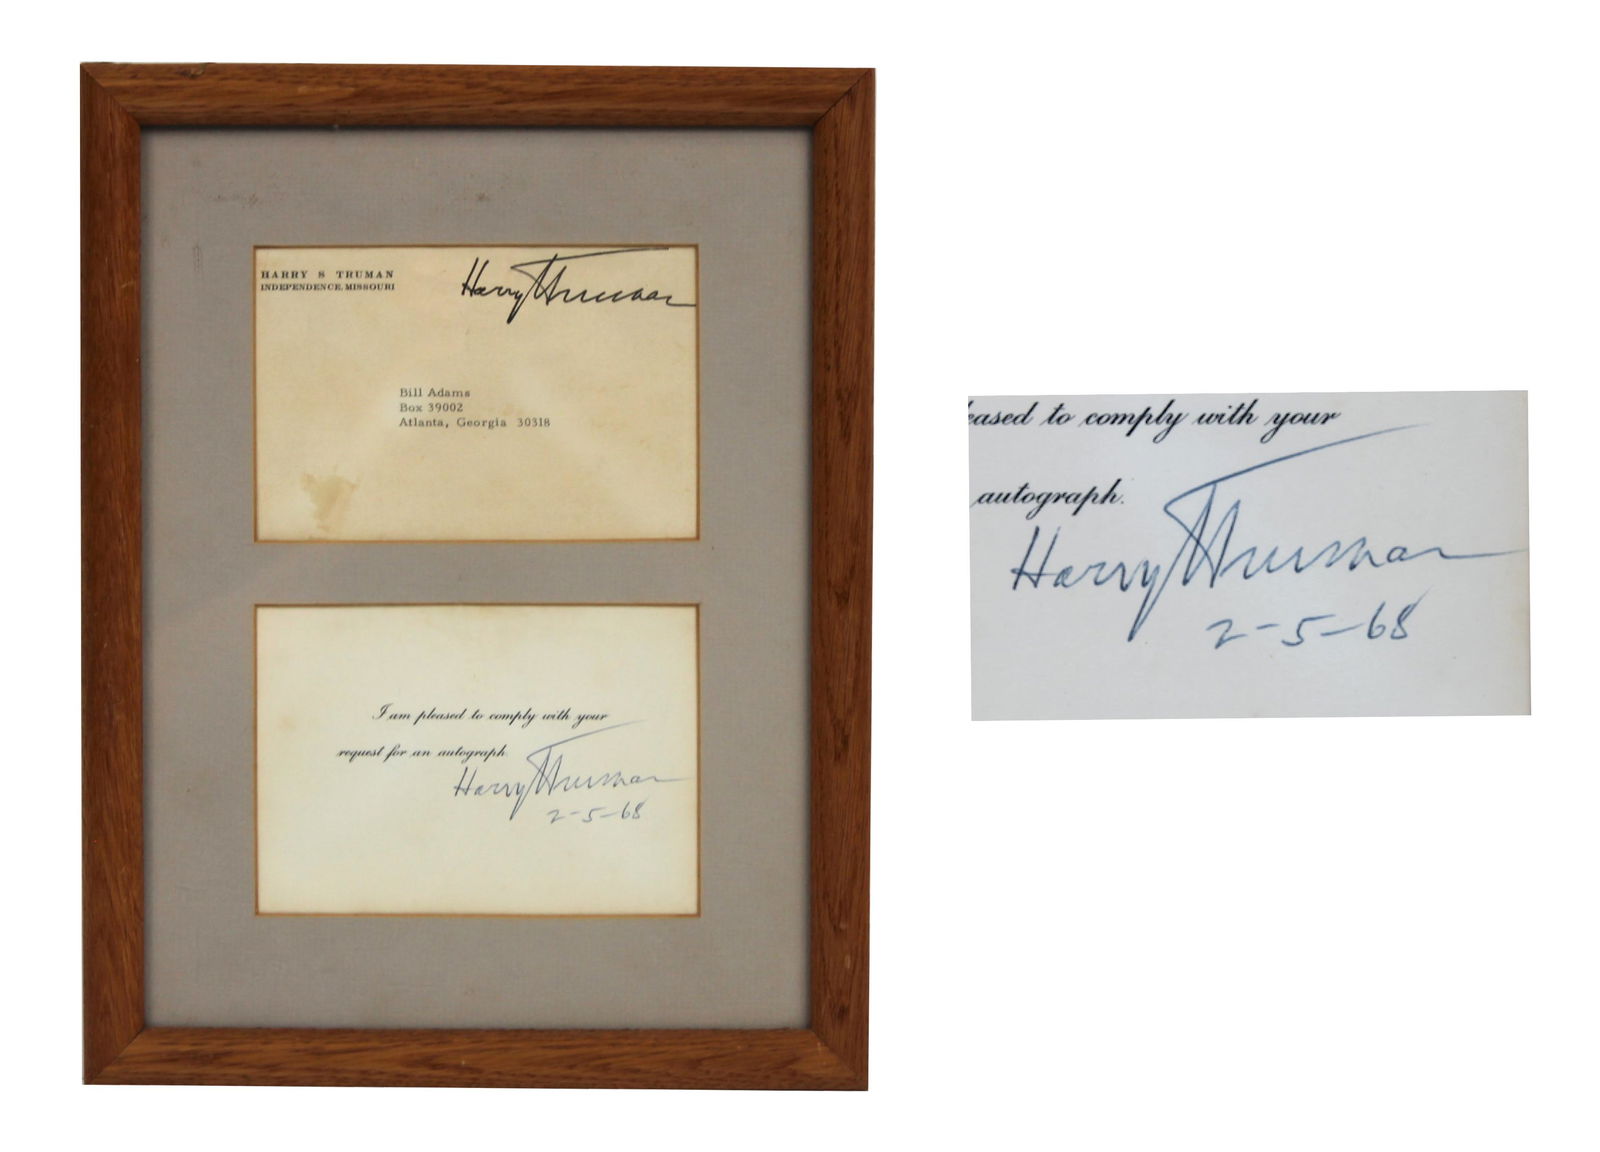 HARRY S TRUMAN
INDEPENDENCE, MISSOURI
Harry Truman
Bill Adams
Box 39002
Atlanta, Georgia 30318
I am pleased to comply with your
request for an autograph.
Harry Truman
2-5-68
eased to comply with your
autograph.
Harry Truman
2-5-68